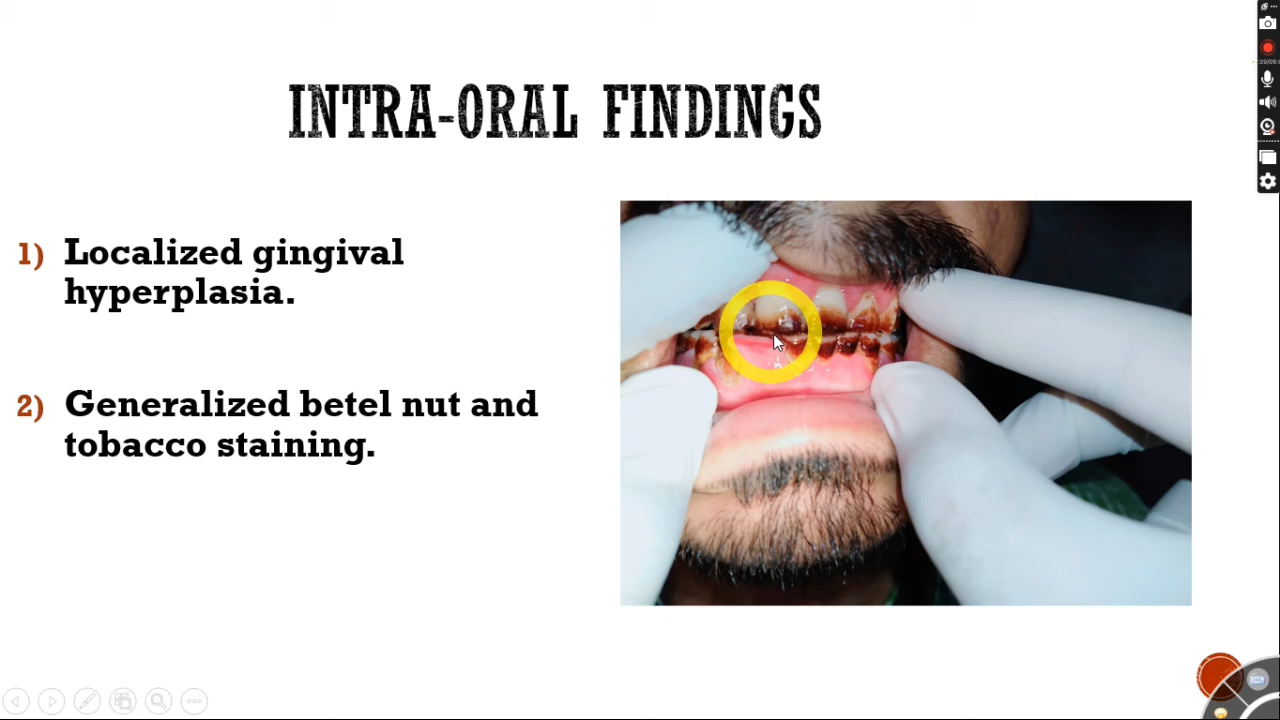 INTRA-ORAL FINDINGS
1) Localized gingival
hyperplasia.
2) Generalized betel nut and
tobacco staining.